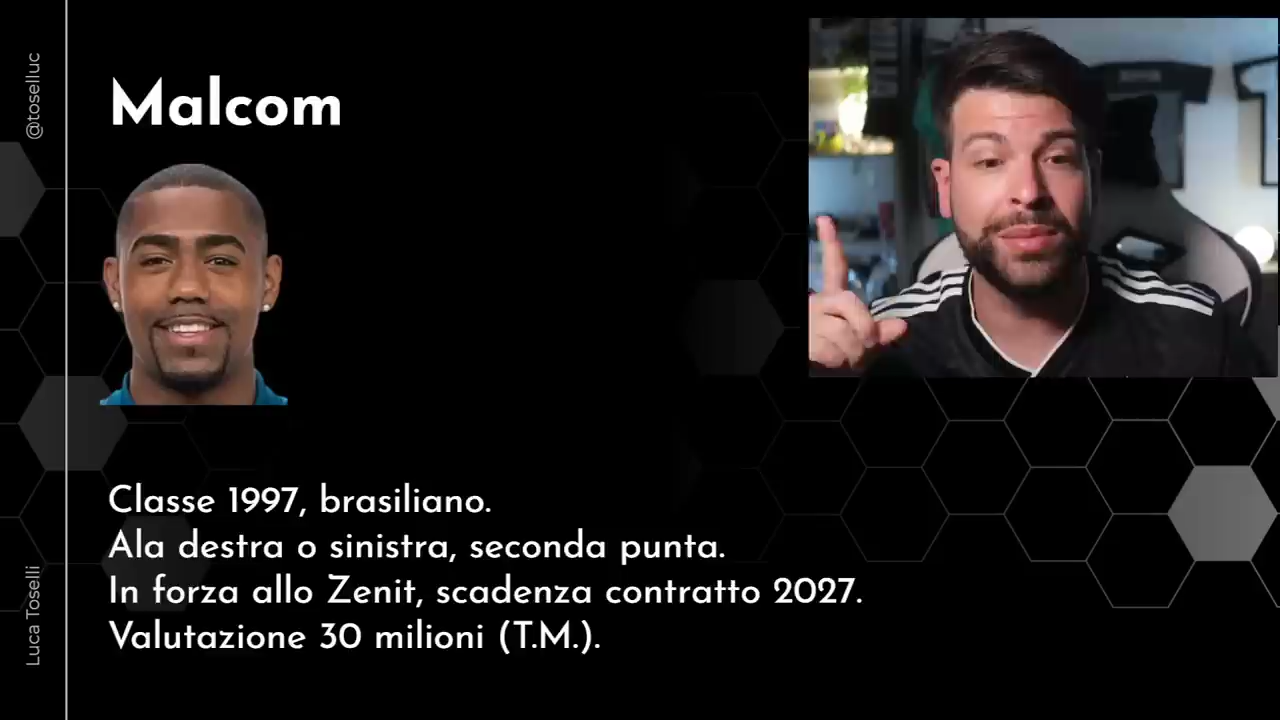 @toselluc
Malcom
Classe 1997, brasiliano.
Ala destra o sinistra, seconda punta.
In forza allo Zenit, scadenza contratto 2027.
Valutazione 30 milioni (T.M.).
Luca Toselli